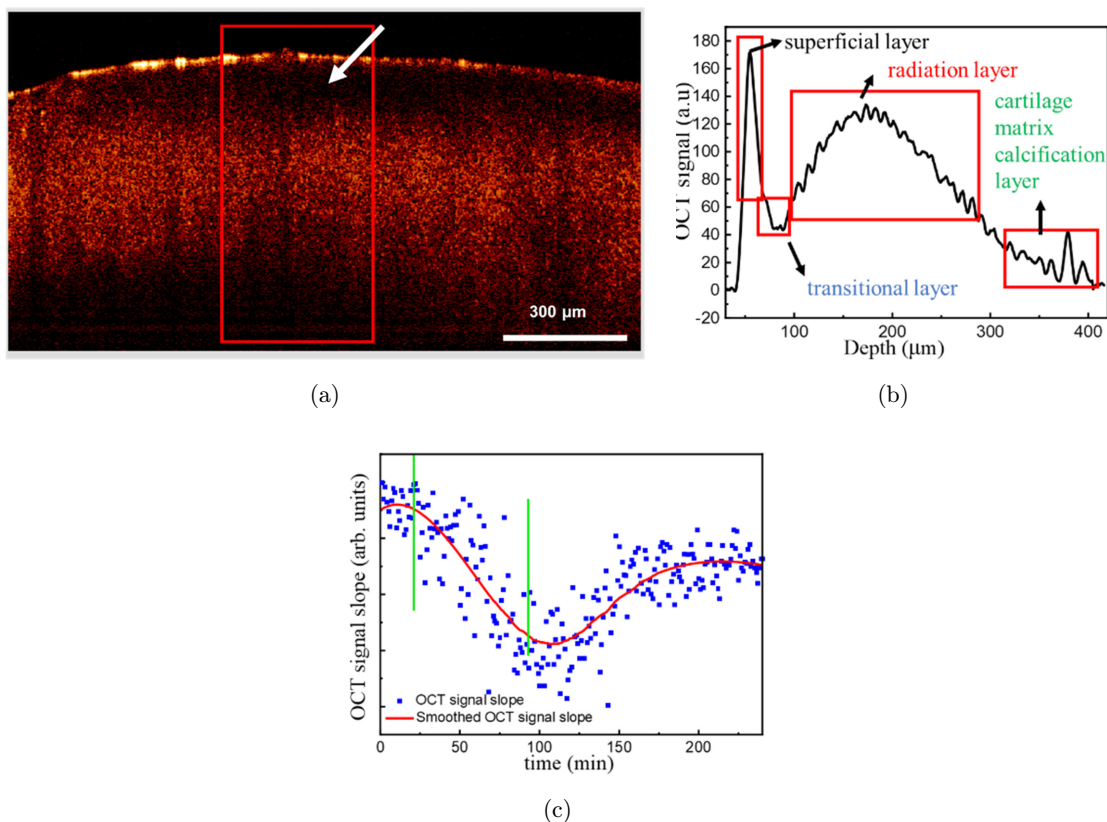 300 µm
(a)
OCT signal (a.u)
180
160
140
120
100
80
60
40
20
0
-20
100
200
300
400
Depth (µm)
superficial layer
radiation layer
cartilage
matrix
calcification
layer
transitional layer
(b)
OCT signal slope (arb. units)
OCT signal slope
Smoothed OCT signal slope
0
50
100
150
200
time (min)
(c)